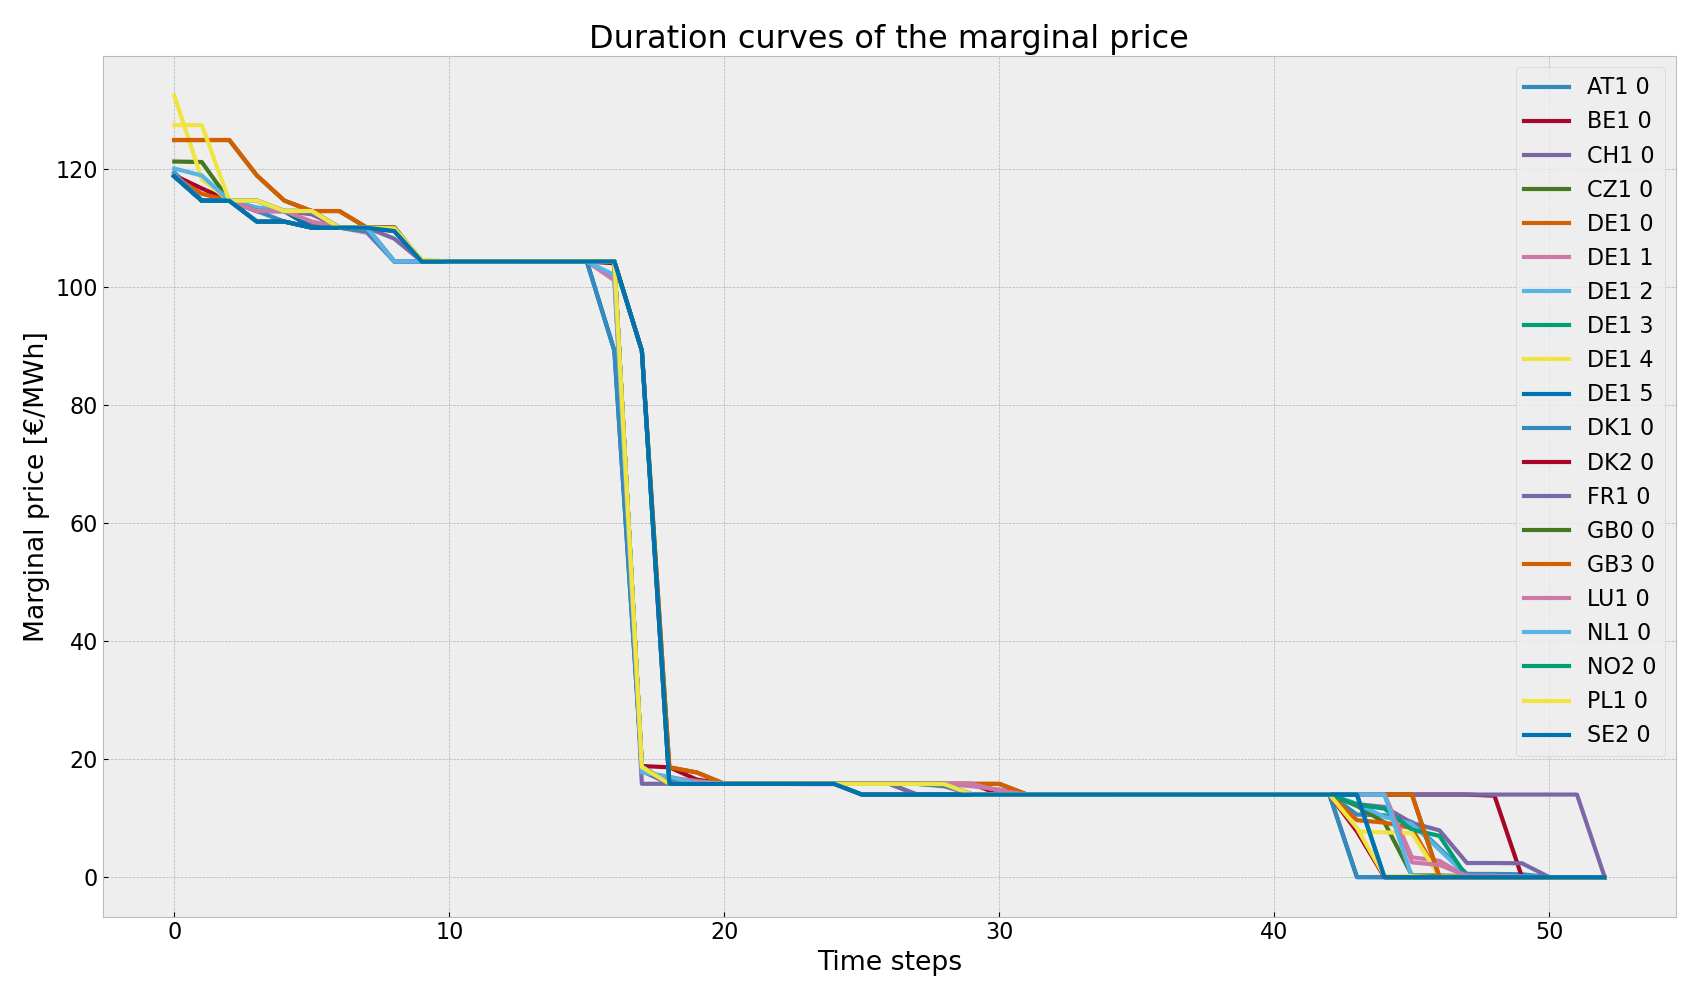 Duration curves of the marginal price
Marginal price [€/MWh]
120
100
80
60
40
20
0
0 10 20 30 40 50
Time steps
AT1 0
BE1 0
CH1 0
CZ1 0
DE1 0
DE1 1
DE1 2
DE1 3
DE1 4
DE1 5
DK1 0
DK2 0
FR1 0
GB0 0
GB3 0
LU1 0
NL1 0
NO2 0
PL1 0
SE2 0